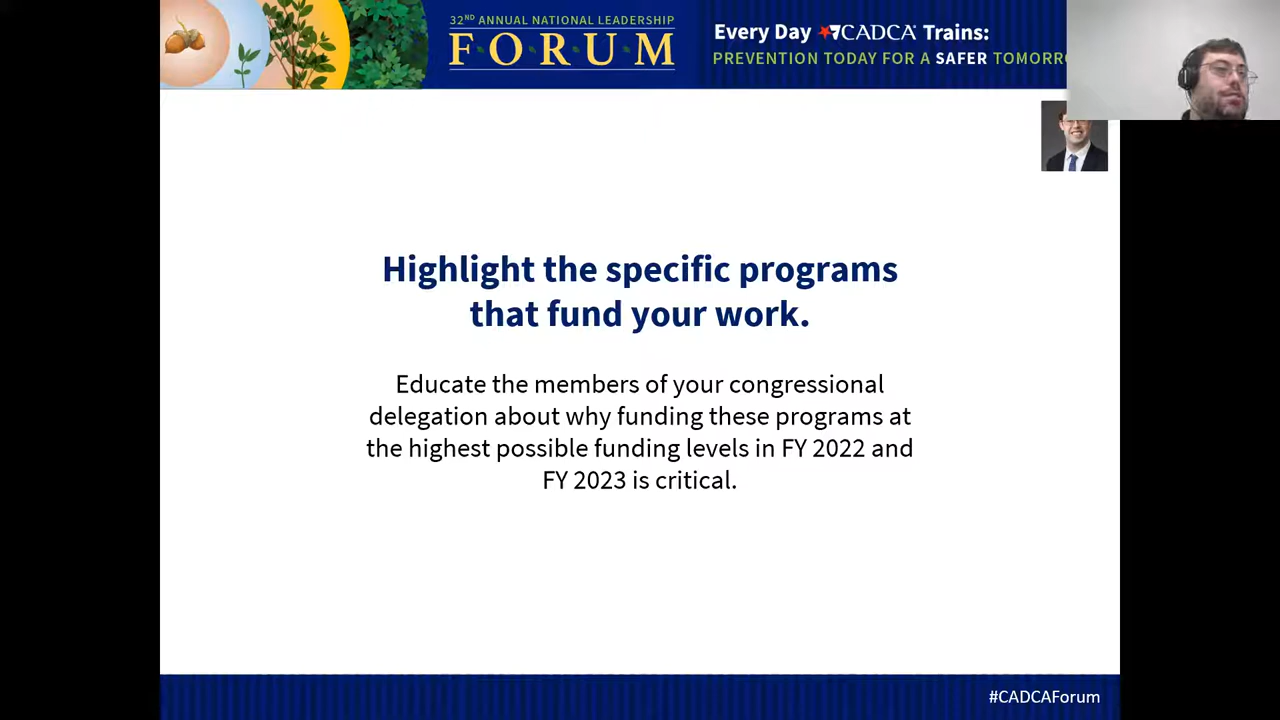 32ND ANNUAL NATIONAL LEADERSHIP
FORUM
Every Day CADCA Trains:
PREVENTION TODAY FOR A SAFER
Highlight the specific programs
that fund your work.
Educate the members of your congressional
delegation about why funding these programs at
the highest possible funding levels in FY 2022 and
FY 2023 is critical.
#CADCAForum